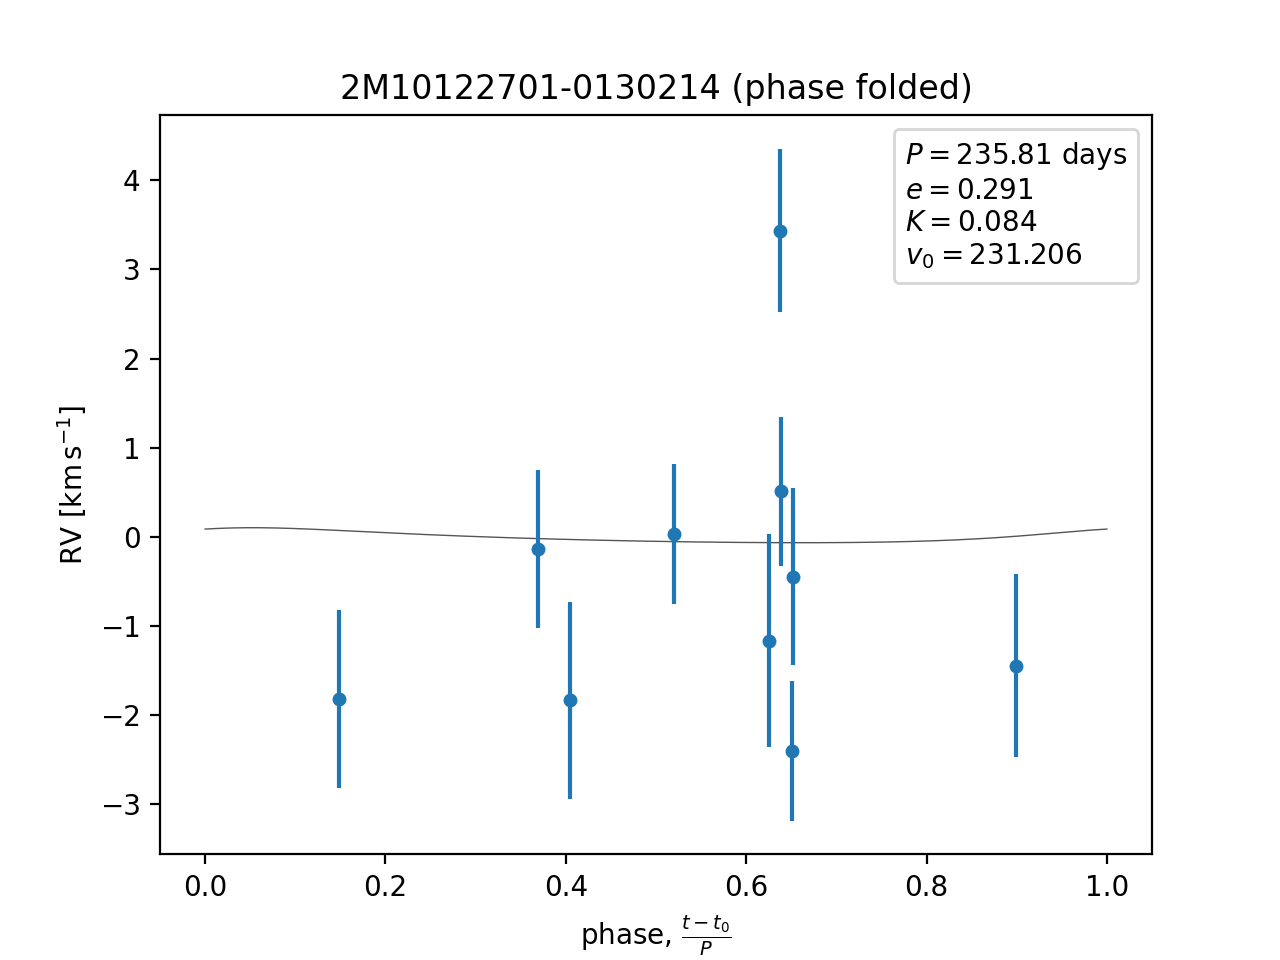 2M10122701-0130214 (phase folded)
P = 235.81 days
e = 0.291
K = 0.084
v₀ = 231.206
4
3
2
1
0
−1
−2
−3
RV [km s⁻¹]
0.0 0.2 0.4 0.6 0.8 1.0
phase, (t − t₀)/P